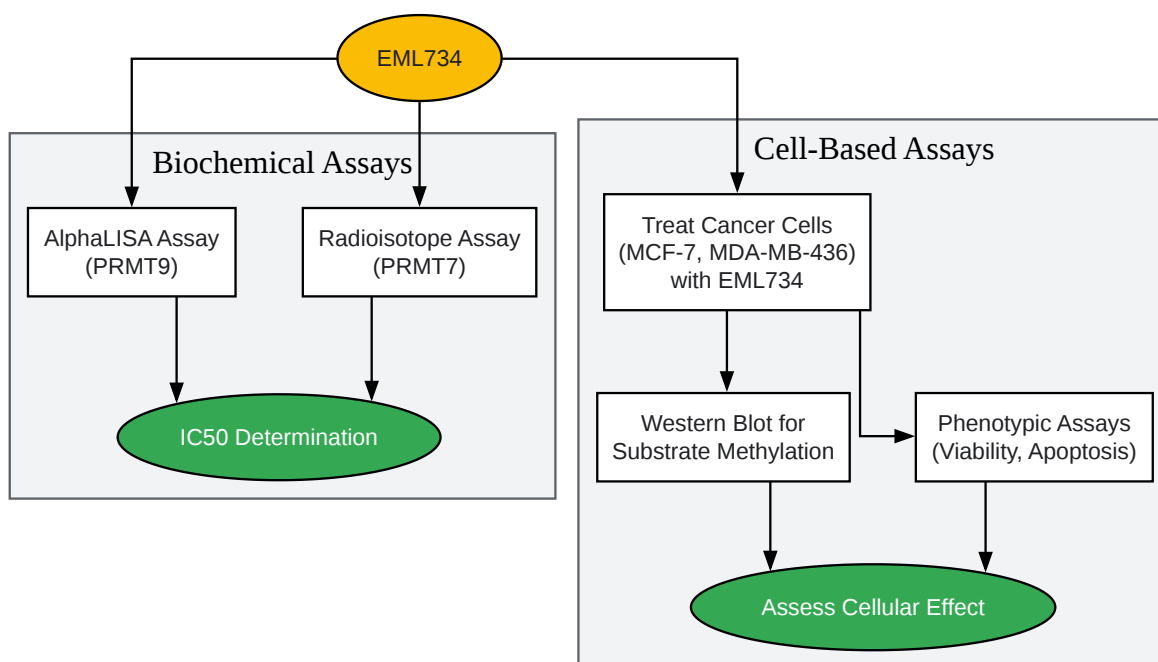 EML734
Biochemical Assays
AlphaLISA Assay
(PRMT9)
Radioisotope Assay
(PRMT7)
IC50 Determination
Cell-Based Assays
Treat Cancer Cells
(MCF-7, MDA-MB-436)
with EML734
Western Blot for
Substrate Methylation
Phenotypic Assays
(Viability, Apoptosis)
Assess Cellular Effect